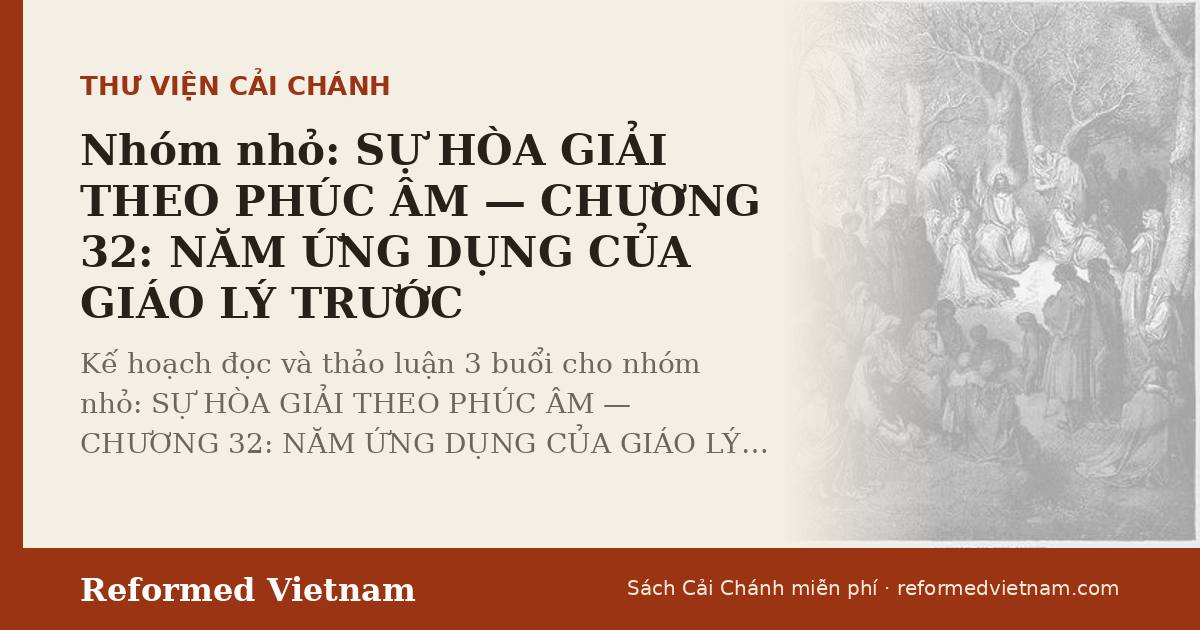 THƯ VIỆN CẢI CHÁNH
Nhóm nhỏ: SỰ HÒA GIẢI
THEO PHÚC ÂM — CHƯƠNG
32: NĂM ỨNG DỤNG CỦA
GIÁO LÝ TRƯỚC
Kế hoạch đọc và thảo luận 3 buổi cho nhóm
nhỏ: SỰ HÒA GIẢI THEO PHÚC ÂM —
CHƯƠNG 32: NĂM ỨNG DỤNG CỦA GIÁO LÝ...
Reformed Vietnam
Sách Cải Chánh miễn phí · reformedvietnam.com